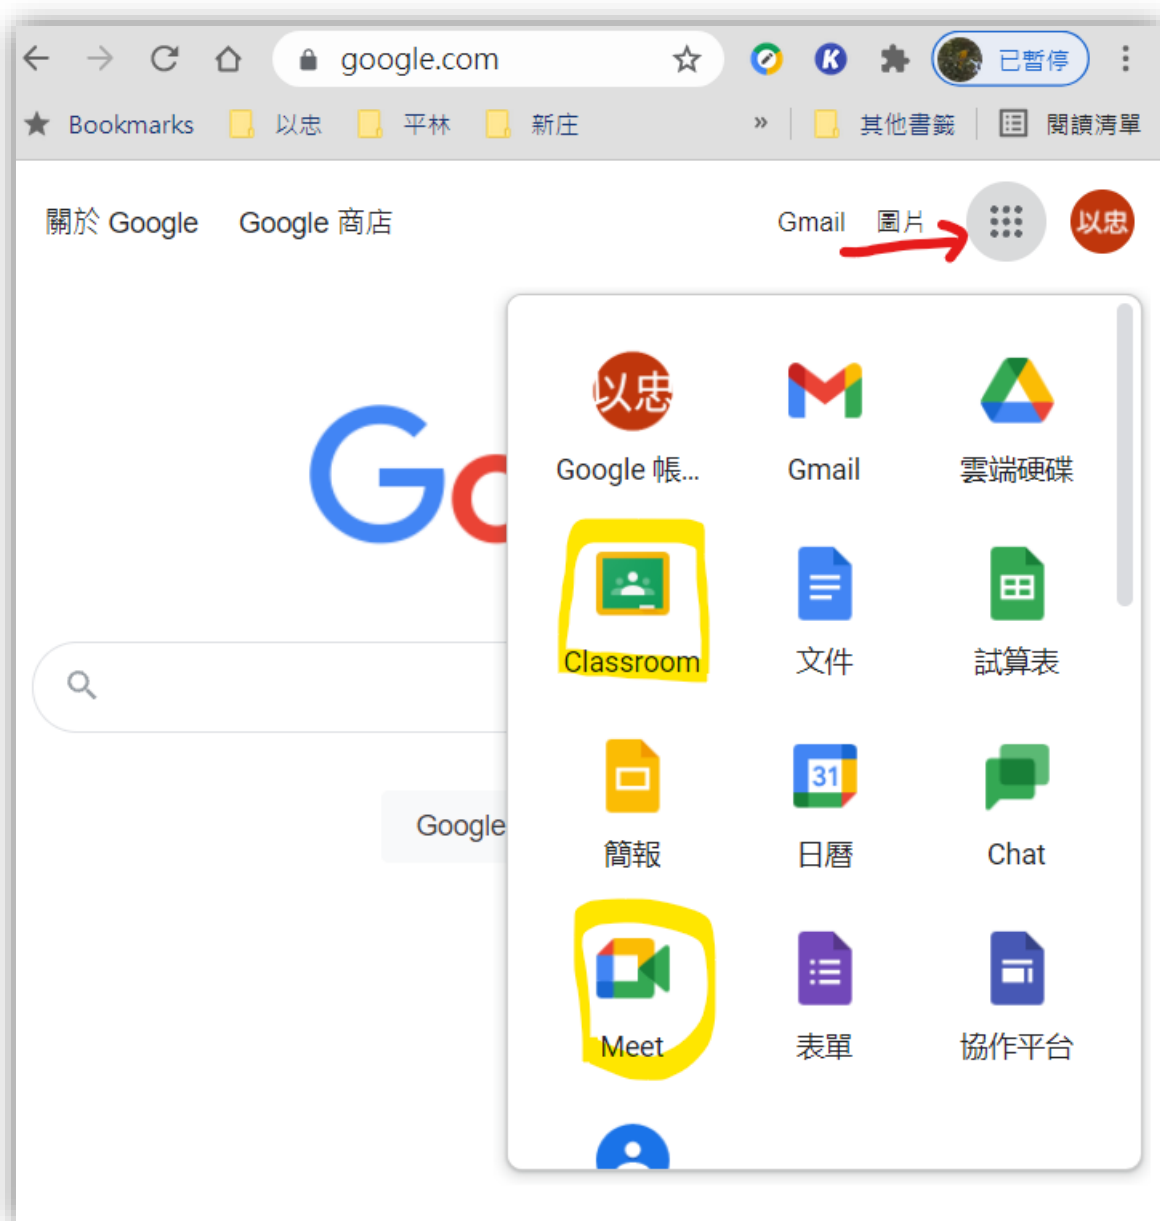 google.com
已暫停
Bookmarks 以忠 平林 新庄 » 其他書籤 閱讀清單
關於 Google Google 商店 Gmail 圖片 以忠
以忠
Google 帳... Gmail 雲端硬碟
Classroom 文件 試算表
31
簡報 日曆 Chat
Google
Meet 表單 協作平台